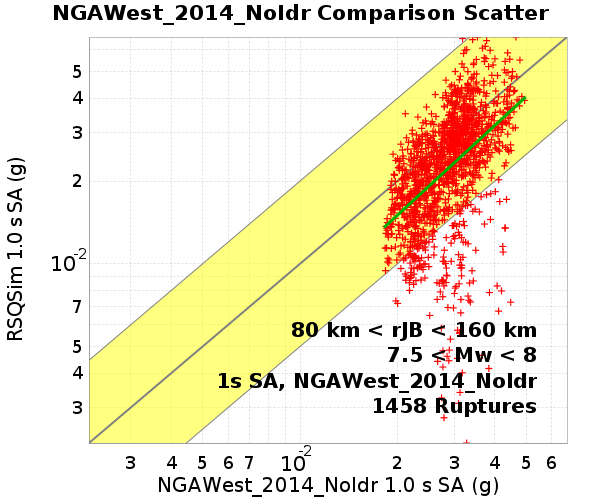 NGAWest_2014_NoIdr Comparison Scatter
RSQSim 1.0 s SA (g)
5
4
3
2
10-2
7
5
4
3
80 km < rJB < 160 km
7.5 < Mw < 8
1s SA, NGAWest_2014_NoIdr
1458 Ruptures
3 4 5 6 7 10-2 2 3 4 5 6
NGAWest_2014_NoIdr 1.0 s SA (g)